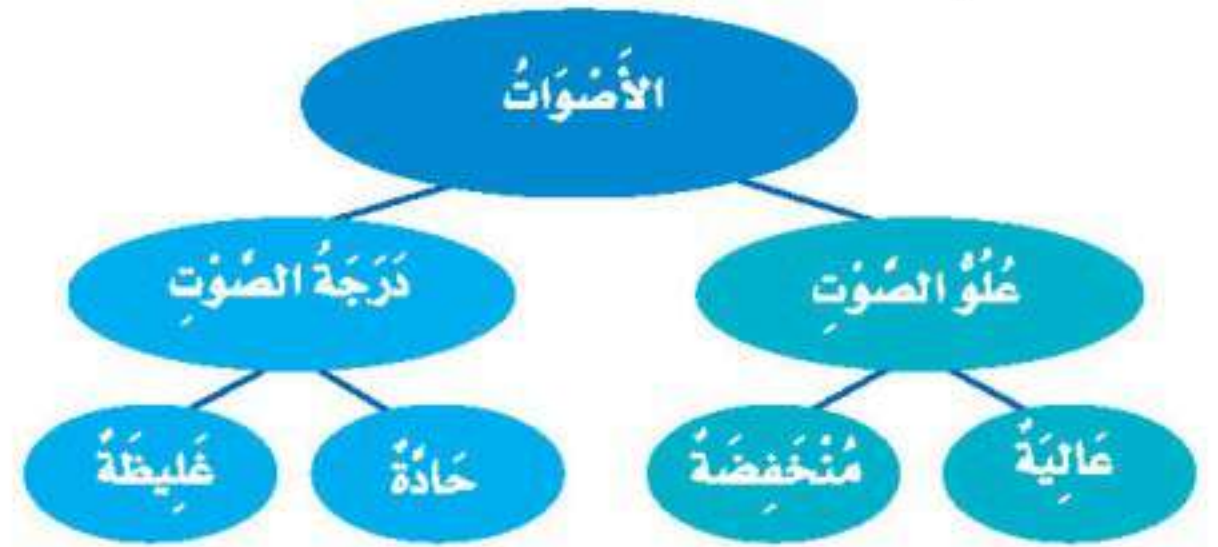 الأَصْوَاتُ
عُلُوُّ الصَّوْتِ
دَرَجَةُ الصَّوْتِ
عَالِيَةٌ
مُنْخَفِضَةٌ
حَادَّةٌ
غَلِيظَةٌ